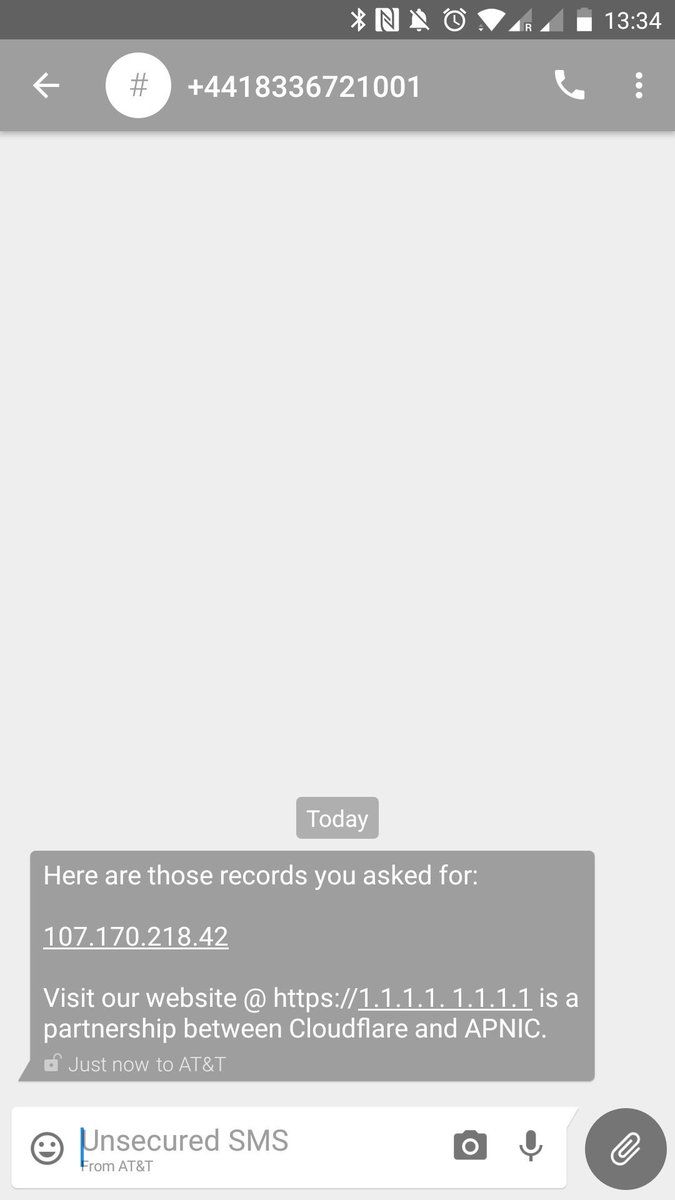 R 13:34
# +4418336721001
Today
Here are those records you asked for:
107.170.218.42
Visit our website @ https://1.1.1.1. 1.1.1.1 is a
partnership between Cloudflare and APNIC.
Just now to AT&T
Unsecured SMS
From AT&T